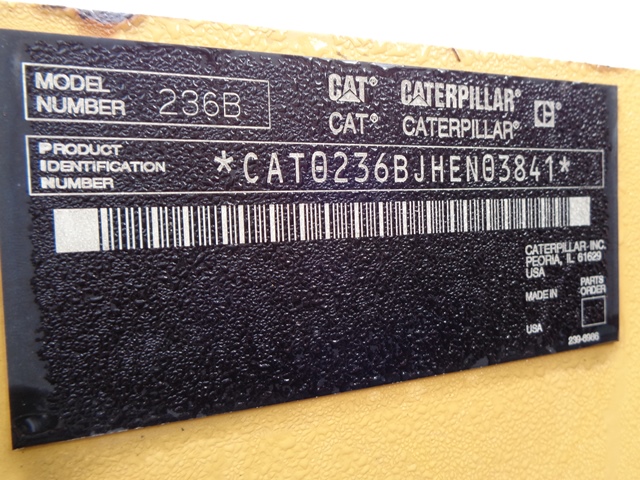 MODEL
NUMBER 236B
CAT® CATERPILLAR®
CAT® CATERPILLAR®
PRODUCT
IDENTIFICATION
NUMBER
*CAT0236BJHEN03841*
CATERPILLAR INC.
PEORIA, IL 61629
USA
MADE IN
USA
PARTS
ORDER
239-6986